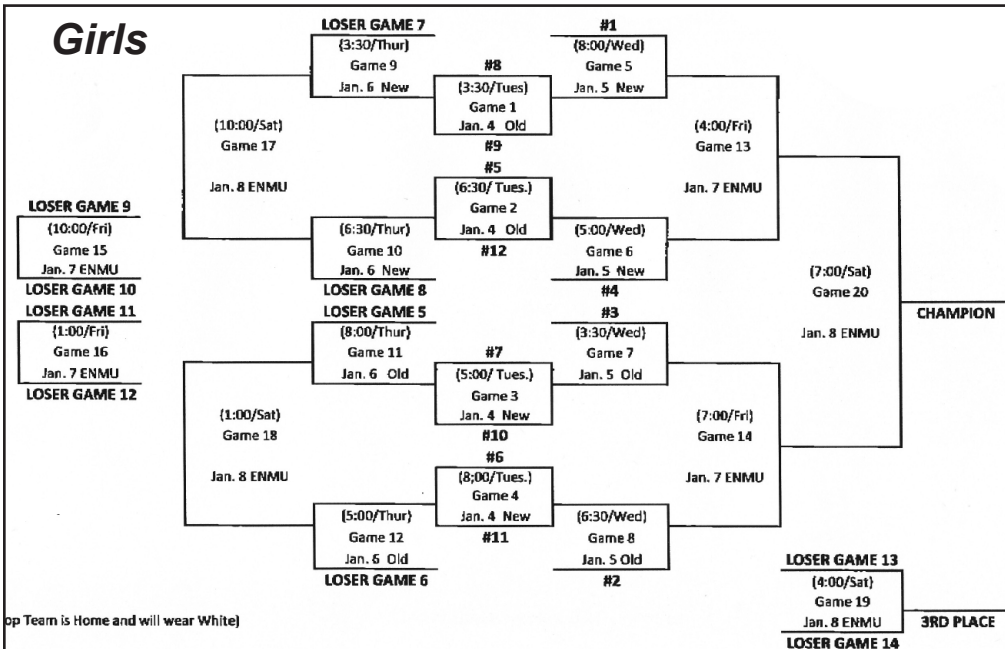 Girls
LOSER GAME 7
(3:30/Thur)
Game 9
Jan. 6 New
#8
(3:30/Tues)
Game 1
Jan. 4 Old
#9
#1
(8:00/Wed)
Game 5
Jan. 5 New
(10:00/Sat)
Game 17
Jan. 8 ENMU
#5
(6:30/ Tues.)
Game 2
Jan. 4 Old
#12
(4:00/Fri)
Game 13
Jan. 7 ENMU
LOSER GAME 9
(10:00/Fri)
Game 15
Jan. 7 ENMU
LOSER GAME 10
(6:30/Thur)
Game 10
Jan. 6 New
LOSER GAME 8
(5:00/Wed)
Game 6
Jan. 5 New
#4
(7:00/Sat)
Game 20
Jan. 8 ENMU
CHAMPION
LOSER GAME 11
(1:00/Fri)
Game 16
Jan. 7 ENMU
LOSER GAME 12
LOSER GAME 5
(8:00/Thur)
Game 11
Jan. 6 Old
#7
(5:00/ Tues.)
Game 3
Jan. 4 New
#10
#3
(3:30/Wed)
Game 7
Jan. 5 Old
(1:00/Sat)
Game 18
Jan. 8 ENMU
#6
(8;00/Tues.)
Game 4
Jan. 4 New
#11
(7:00/Fri)
Game 14
Jan. 7 ENMU
(5:00/Thur)
Game 12
Jan. 6 Old
LOSER GAME 6
(6:30/Wed)
Game 8
Jan. 5 Old
#2
LOSER GAME 13
(4:00/Sat)
Game 19
Jan. 8 ENMU
LOSER GAME 14
3RD PLACE
op Team is Home and will wear White)